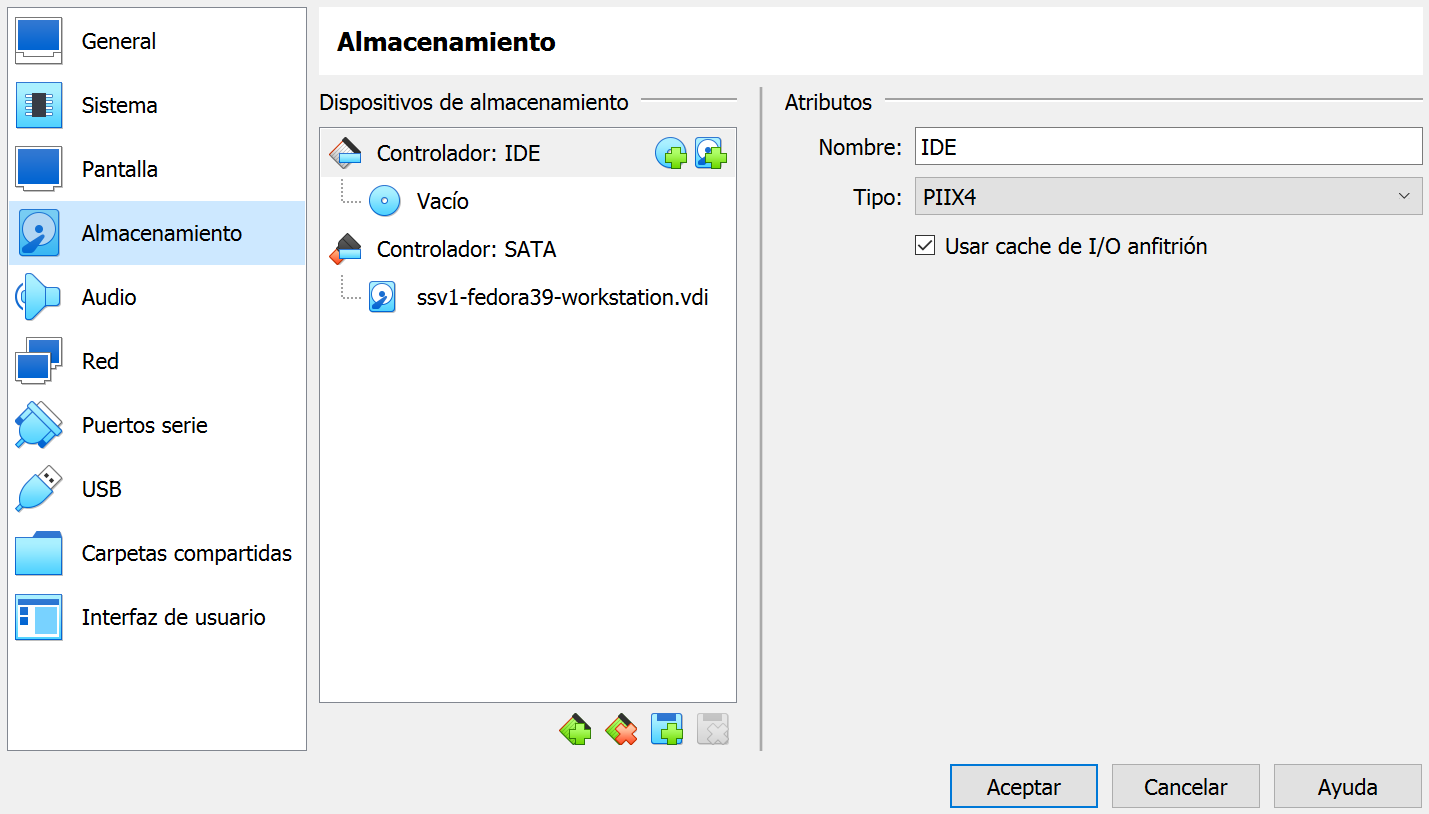 General
Sistema
Pantalla
Almacenamiento
Audio
Red
Puertos serie
USB
Carpetas compartidas
Interfaz de usuario
Almacenamiento
Dispositivos de almacenamiento
Controlador: IDE
Vacío
Controlador: SATA
ssv1-fedora39-workstation.vdi
Atributos
Nombre: IDE
Tipo: PIIX4
Usar cache de I/O anfitrión
Aceptar Cancelar Ayuda